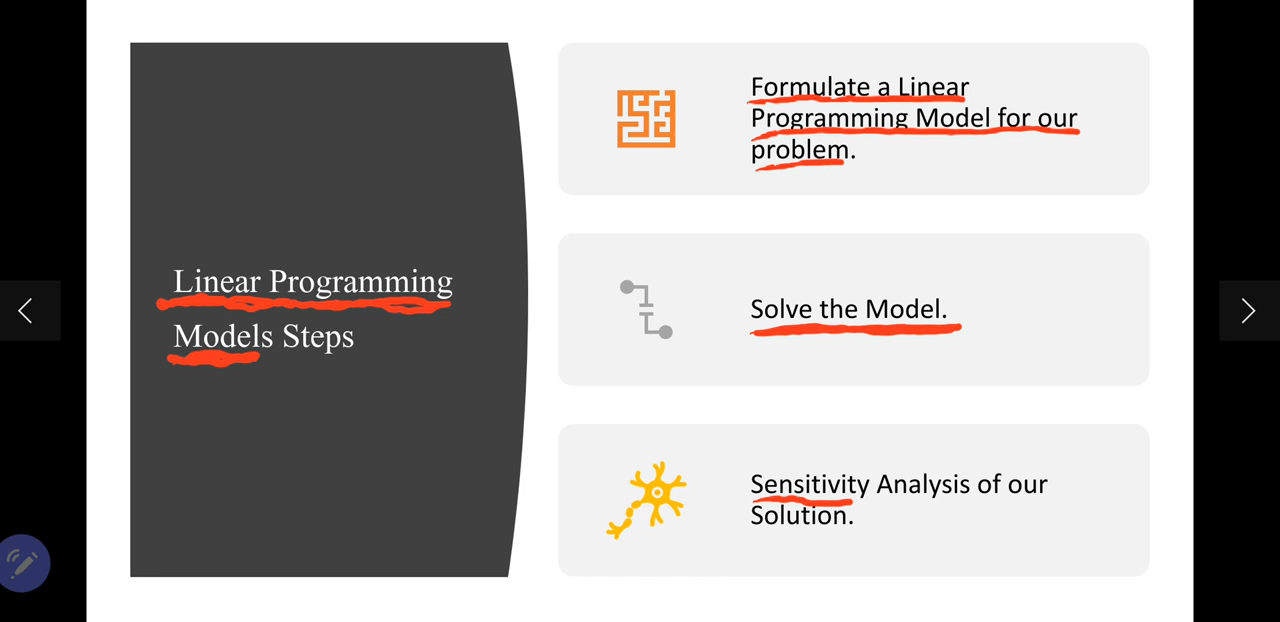 Linear Programming
Models Steps
Formulate a Linear
Programming Model for our
problem.
Solve the Model.
Sensitivity Analysis of our
Solution.